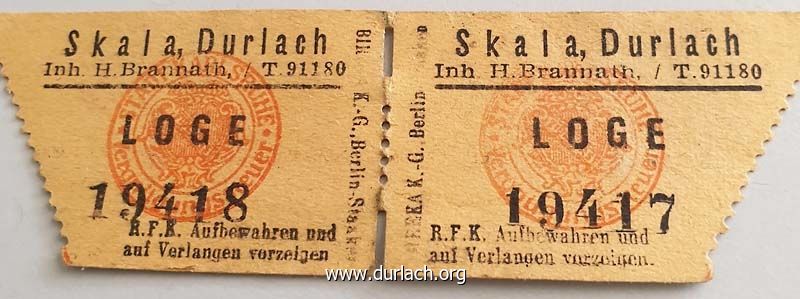 Skala, Durlach
Inh. H. Brannath, / T. 91180
LOGE
19418
R.F.K. Aufbewahren und
auf Verlangen vorzeigen
K.-G., Berlin-Staaken
Skala, Durlach
Inh. H. Brannath, / T. 91180
LOGE
19417
R.F.K. Aufbewahren und
auf Verlangen vorzeigen.
K.-G., Berlin
www.durlach.org